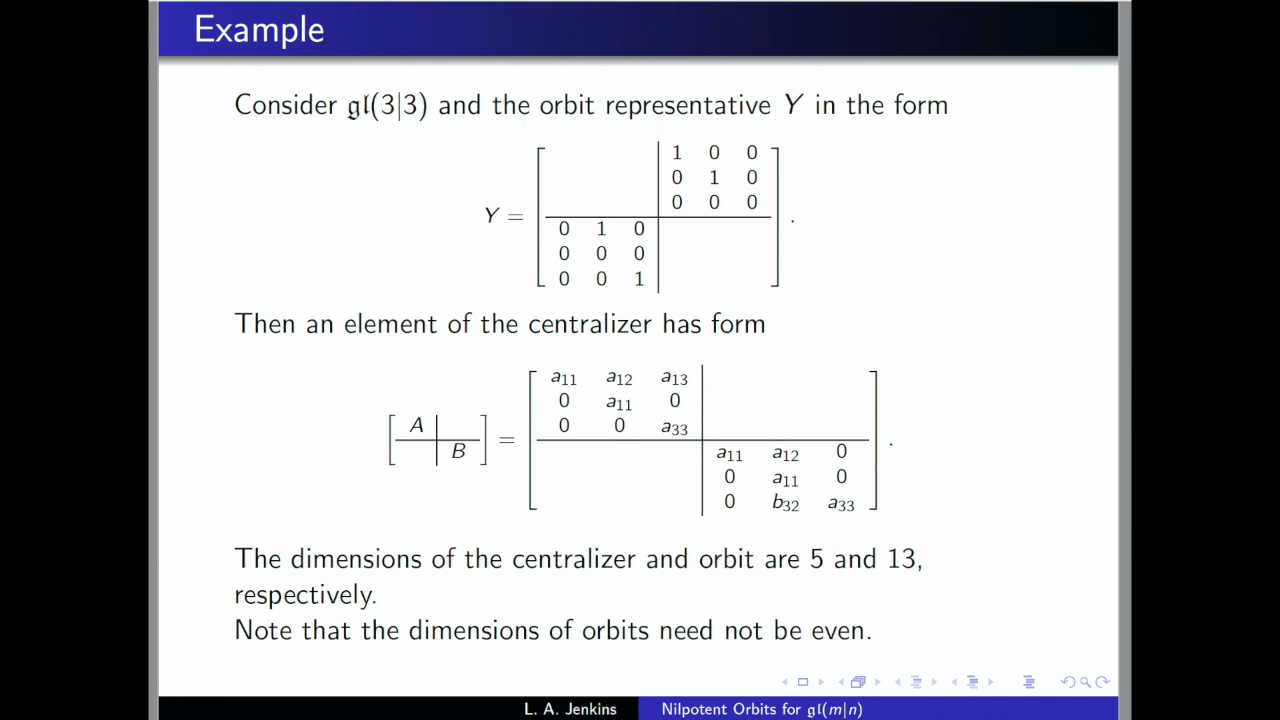 Example
Consider 𝔤𝔩(3|3) and the orbit representative Y in the form
1 0 0
0 1 0
0 0 0
Y =
.
0 1 0
0 0 0
0 0 1
Then an element of the centralizer has form
a₁₁ a₁₂ a₁₃
0 a₁₁ 0
0 0 a₃₃
A
B
=
.
a₁₁ a₁₂ 0
0 a₁₁ 0
0 b₃₂ a₃₃
The dimensions of the centralizer and orbit are 5 and 13,
respectively.
Note that the dimensions of orbits need not be even.
L. A. Jenkins Nilpotent Orbits for 𝔤𝔩(m|n)